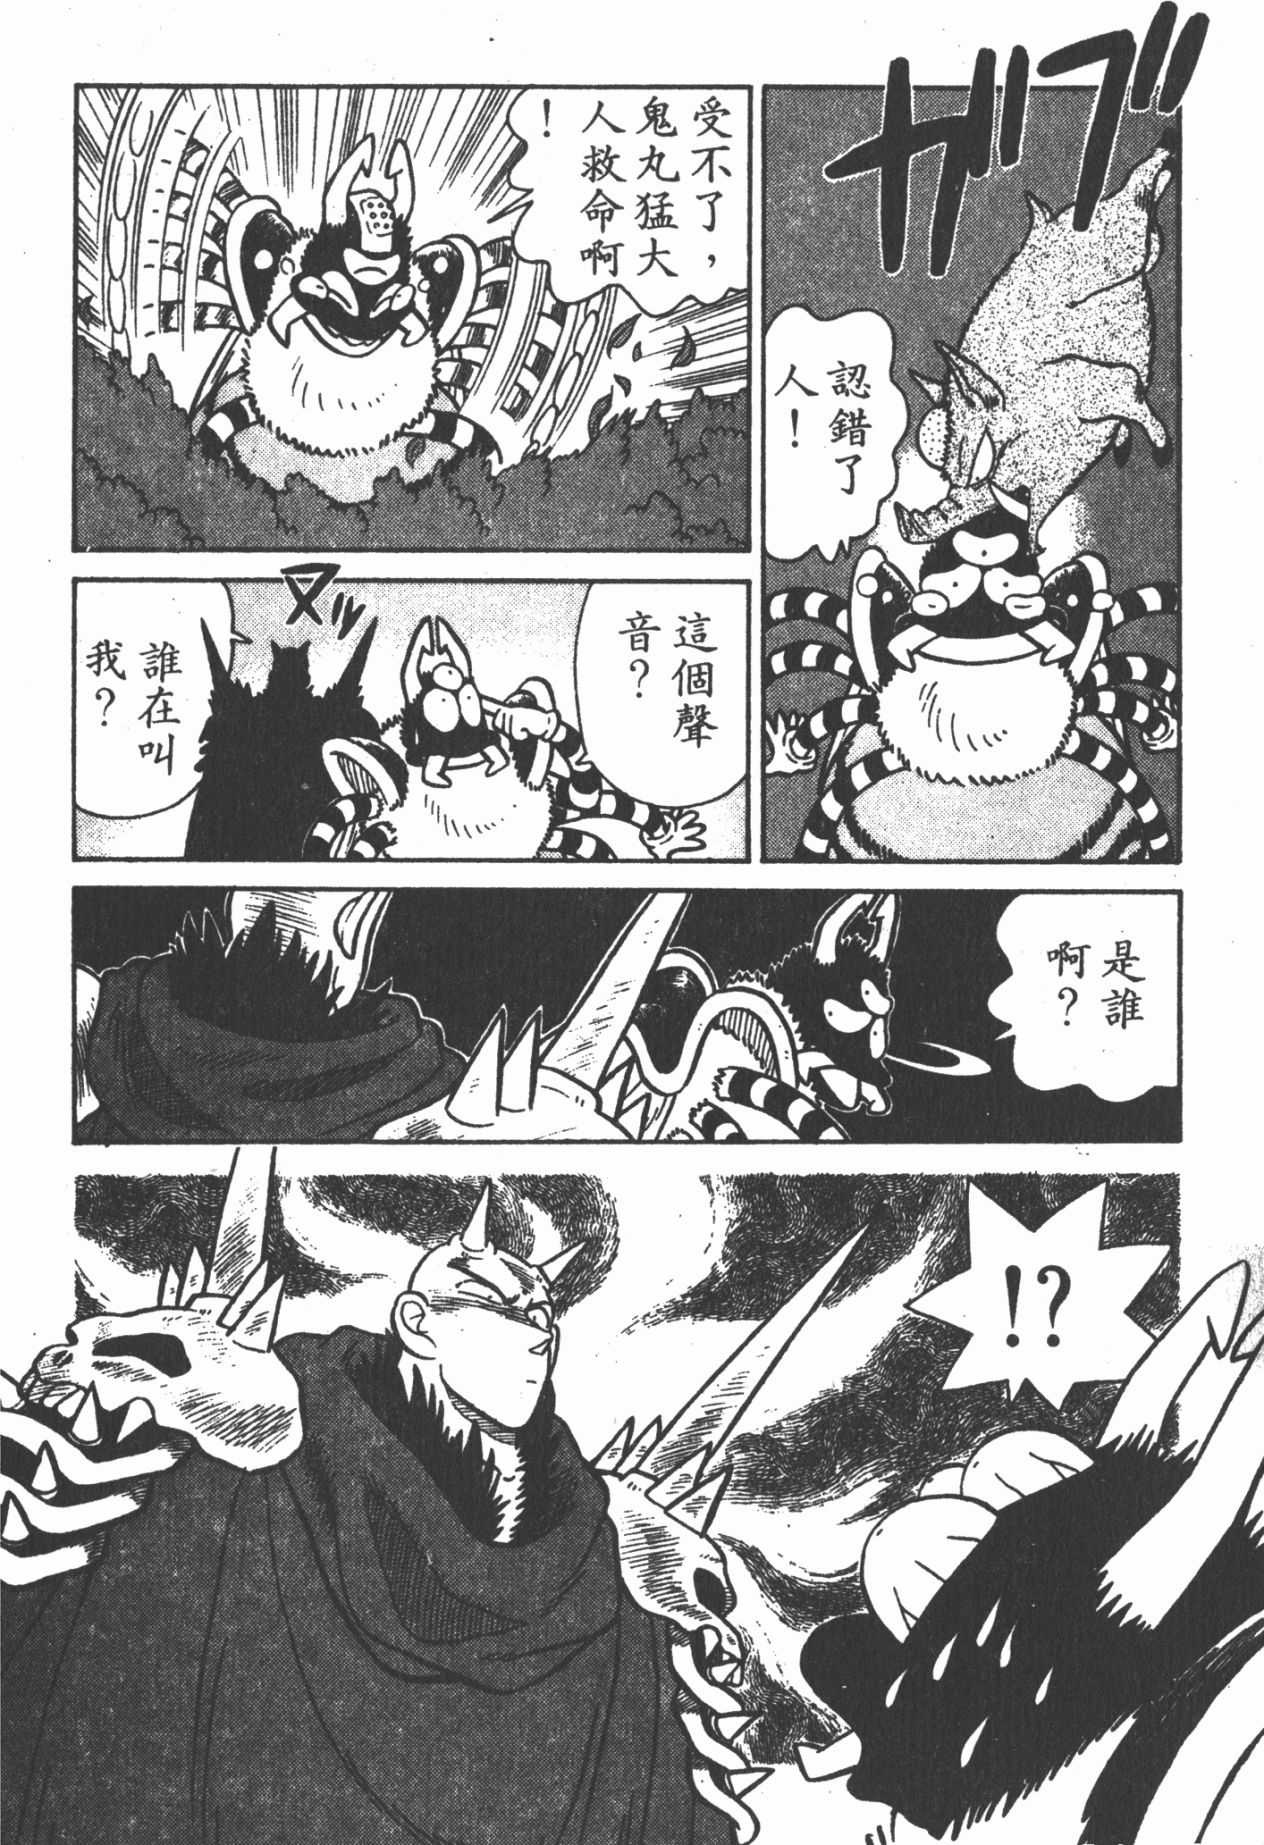 ガブッ
認錯了
人！
受不了，
鬼丸猛大
人救命啊
！
這個聲
音？
ヌッ
誰在叫
我？
是誰
啊？
！？